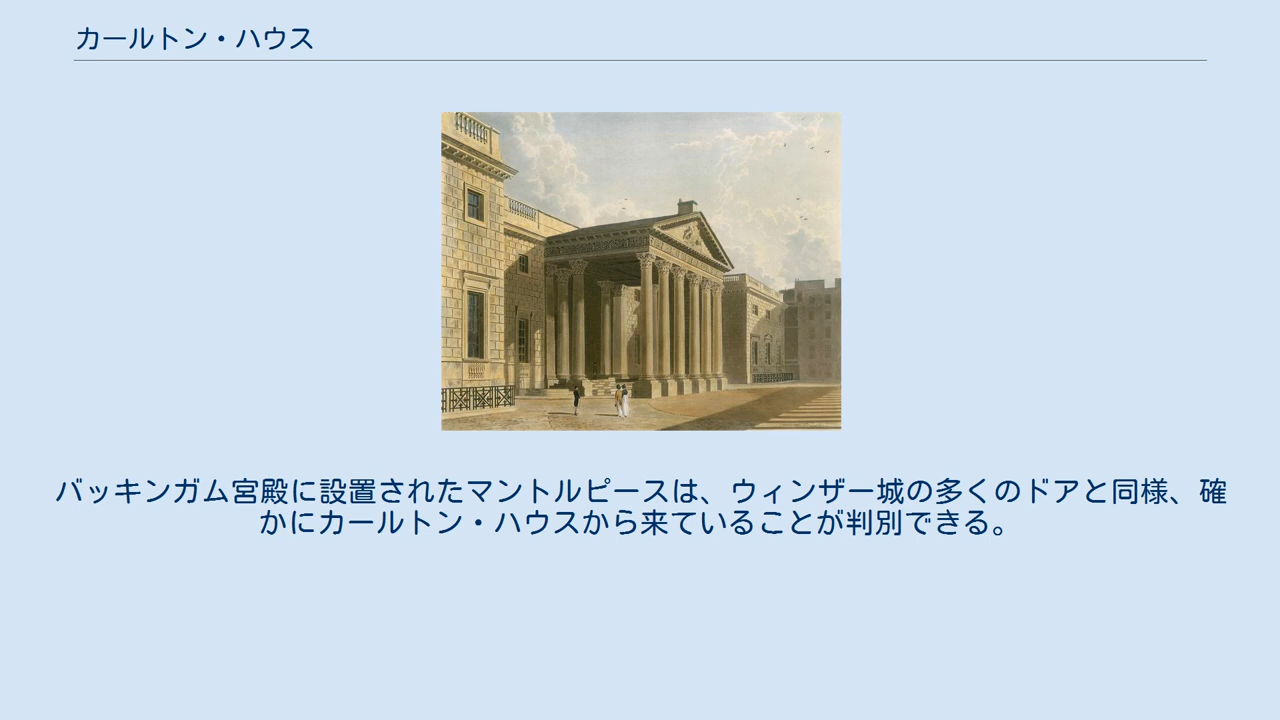 カールトン・ハウス
バッキンガム宮殿に設置されたマントルピースは、ウィンザー城の多くのドアと同様、確
かにカールトン・ハウスから来ていることが判別できる。